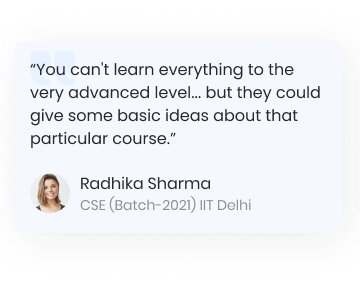 “You can't learn everything to the
very advanced level... but they could
give some basic ideas about that
particular course.”
Radhika Sharma
CSE (Batch-2021) IIT Delhi